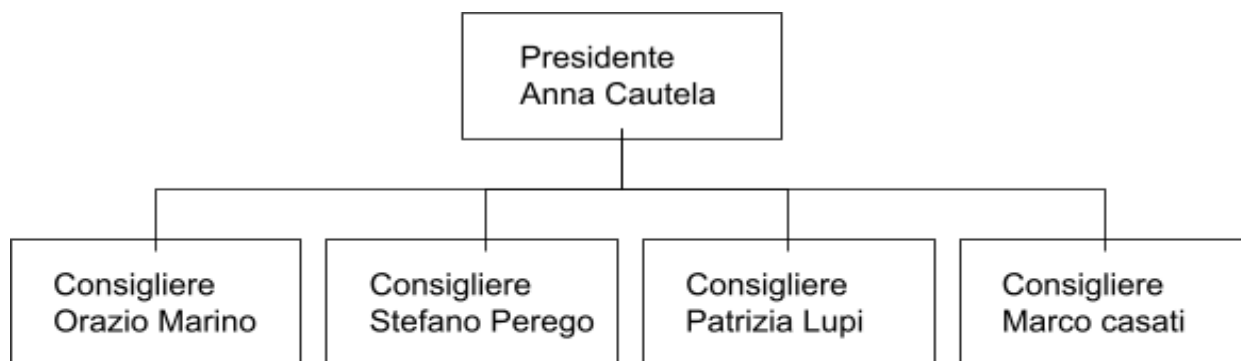 Presidente
Anna Cautela
Consigliere
Orazio Marino
Consigliere
Stefano Perego
Consigliere
Patrizia Lupi
Consigliere
Marco casati